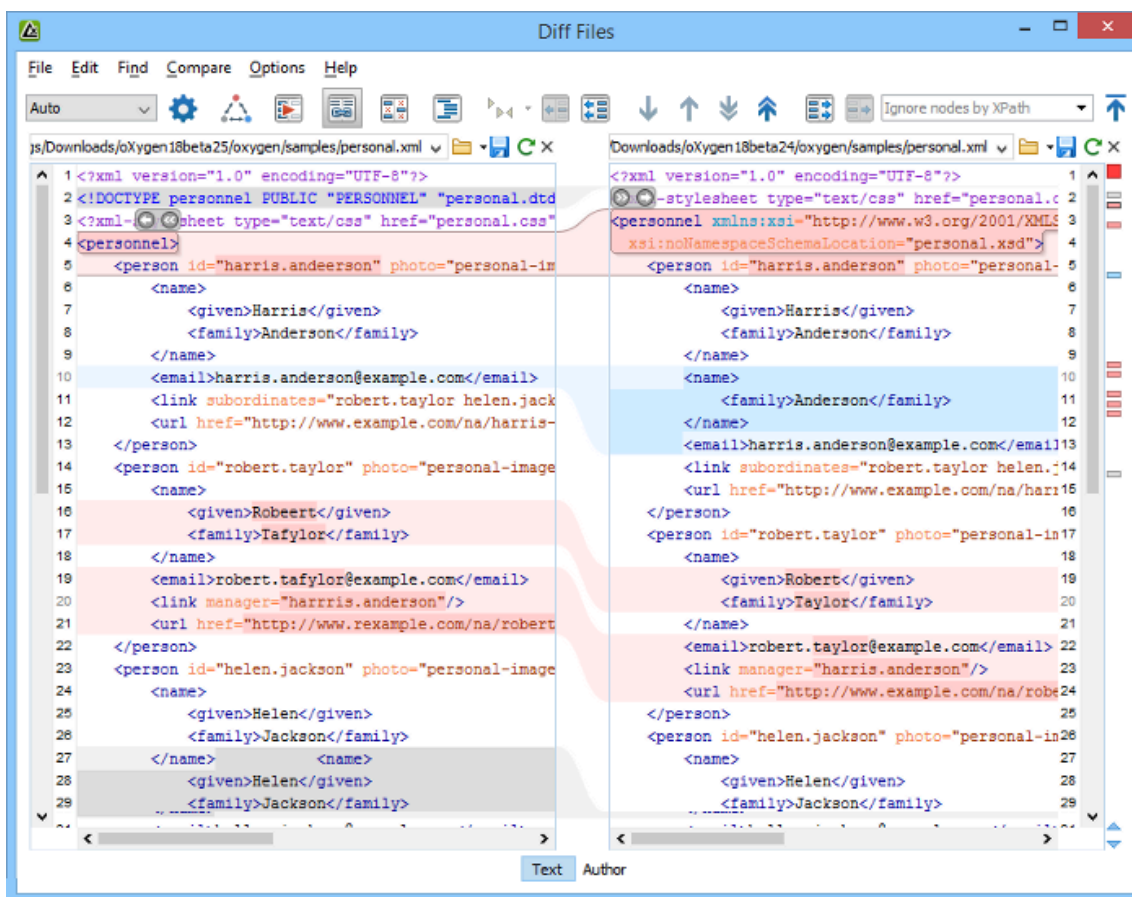 Diff Files
File Edit Find Compare Options Help
Auto
Ignore nodes by XPath
gs/Downloads/oXygen18beta25/oxygen/samples/personal.xml
1 <?xml version="1.0" encoding="UTF-8"?>
2 <!DOCTYPE personnel PUBLIC "PERSONNEL" "personal.dtd
3 <?xml- sheet type="text/css" href="personal.css"
4 <personnel>
5 <person id="harris.andeerson" photo="personal-im
6 <name>
7 <given>Harris</given>
8 <family>Anderson</family>
9 </name>
10 <email>harris.anderson@example.com</email>
11 <link subordinates="robert.taylor helen.jack
12 <url href="http://www.example.com/na/harris-
13 </person>
14 <person id="robert.taylor" photo="personal-image
15 <name>
16 <given>Robeert</given>
17 <family>Tafylor</family>
18 </name>
19 <email>robert.tafylor@example.com</email>
20 <link manager="harrris.anderson"/>
21 <url href="http://www.rexample.com/na/robert
22 </person>
23 <person id="helen.jackson" photo="personal-image
24 <name>
25 <given>Helen</given>
26 <family>Jackson</family>
27 </name> <name>
28 <given>Helen</given>
29 <family>Jackson</family>
Downloads/oXygen18beta24/oxygen/samples/personal.xml
<?xml version="1.0" encoding="UTF-8"?> 1
-stylesheet type="text/css" href="personal.c 2
<personnel xmlns:xsi="http://www.w3.org/2001/XMLS 3
xsi:noNamespaceSchemaLocation="personal.xsd"> 4
<person id="harris.anderson" photo="personal- 5
<name> 6
<given>Harris</given> 7
<family>Anderson</family> 8
</name> 9
<name> 10
<family>Anderson</family> 11
</name> 12
<email>harris.anderson@example.com</email 13
<link subordinates="robert.taylor helen.j 14
<url href="http://www.example.com/na/harr 15
</person> 16
<person id="robert.taylor" photo="personal-im 17
<name> 18
<given>Robert</given> 19
<family>Taylor</family> 20
</name> 21
<email>robert.taylor@example.com</email> 22
<link manager="harris.anderson"/> 23
<url href="http://www.example.com/na/robe 24
</person> 25
<person id="helen.jackson" photo="personal-im 26
<name> 27
<given>Helen</given> 28
<family>Jackson</family> 29
Text Author